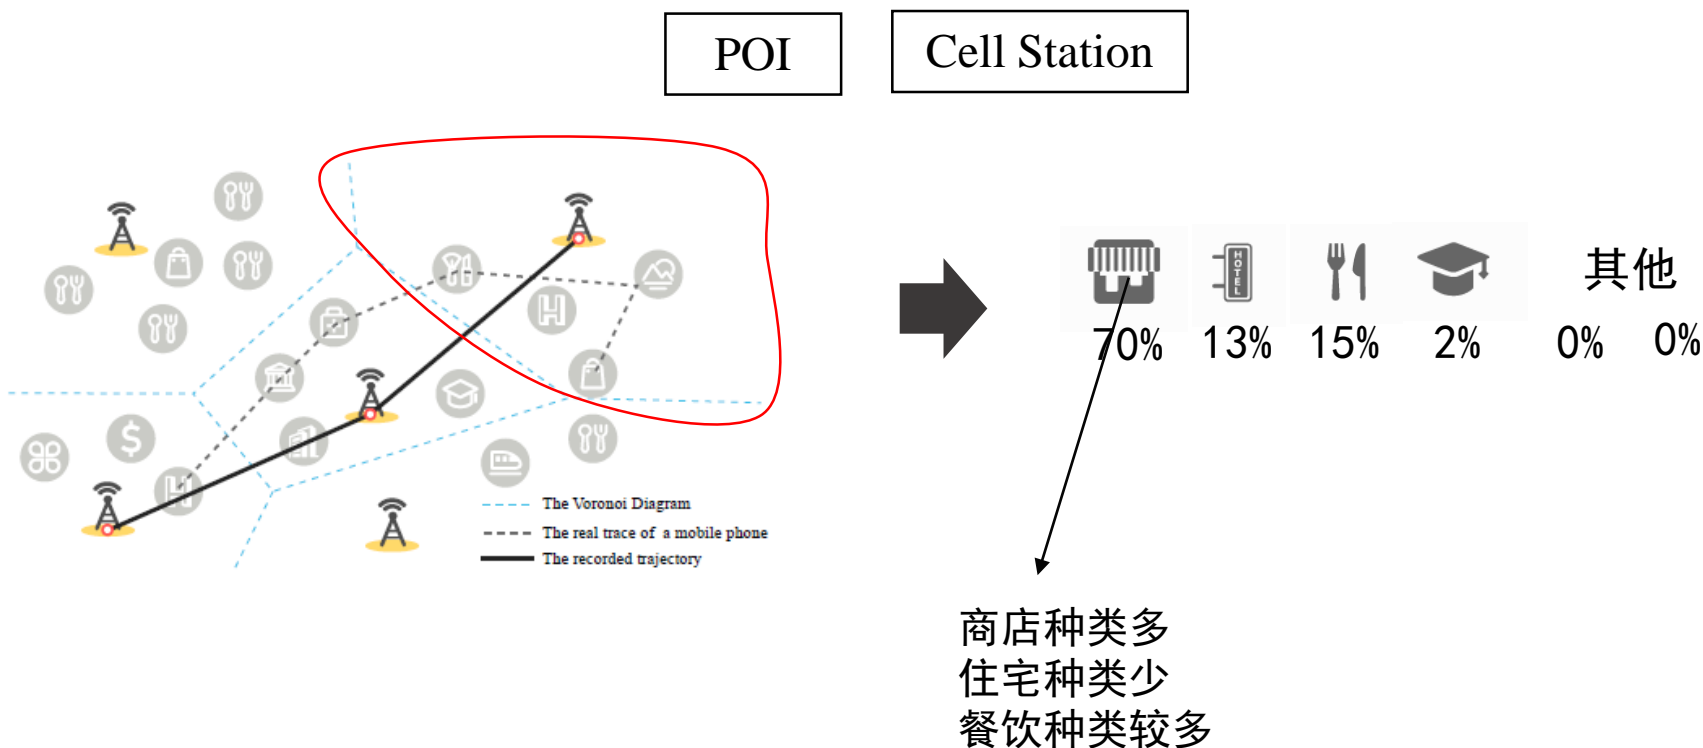 POI
Cell Station
HOTEL
其他
70%
13%
15%
2%
0%
0%
$
H
H
The Voronoi Diagram
The real trace of a mobile phone
The recorded trajectory
商店种类多
住宅种类少
餐饮种类较多